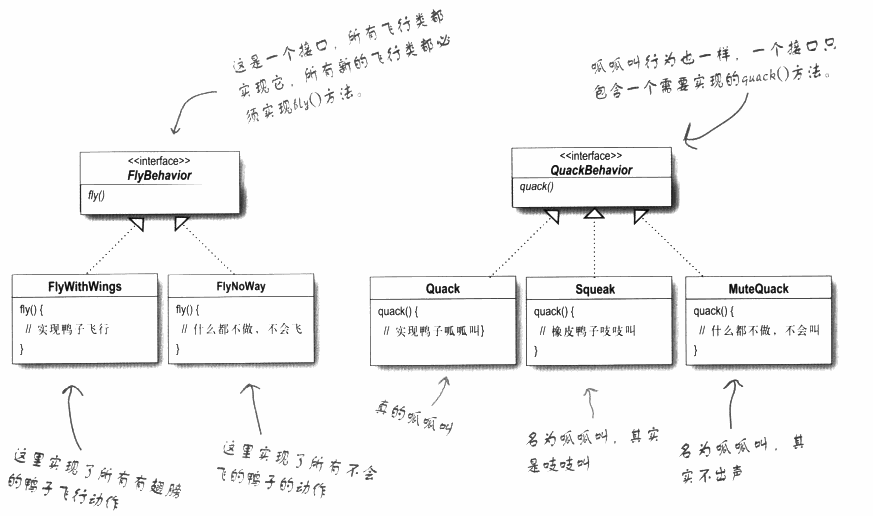 这是一个接口，所有飞行类都
实现它，所有新的飞行类都必
须实现fly()方法。
呱呱叫行为也一样，一个接口只
包含一个需要实现的quack()方法。
<<interface>>
FlyBehavior
fly()
<<interface>>
QuackBehavior
quack()
FlyWithWings
fly() {
// 实现鸭子飞行
}
FlyNoWay
fly() {
// 什么都不做，不会飞
}
Quack
quack() {
// 实现鸭子呱呱叫}
Squeak
quack() {
// 橡皮鸭子吱吱叫
}
MuteQuack
quack() {
// 什么都不做，不会叫
}
这里实现了所有有翅膀
的鸭子飞行动作
这里实现了所有不会
飞的鸭子的动作
真的呱呱叫
名为呱呱叫，其实
是吱吱叫
名为呱呱叫，其
实不出声